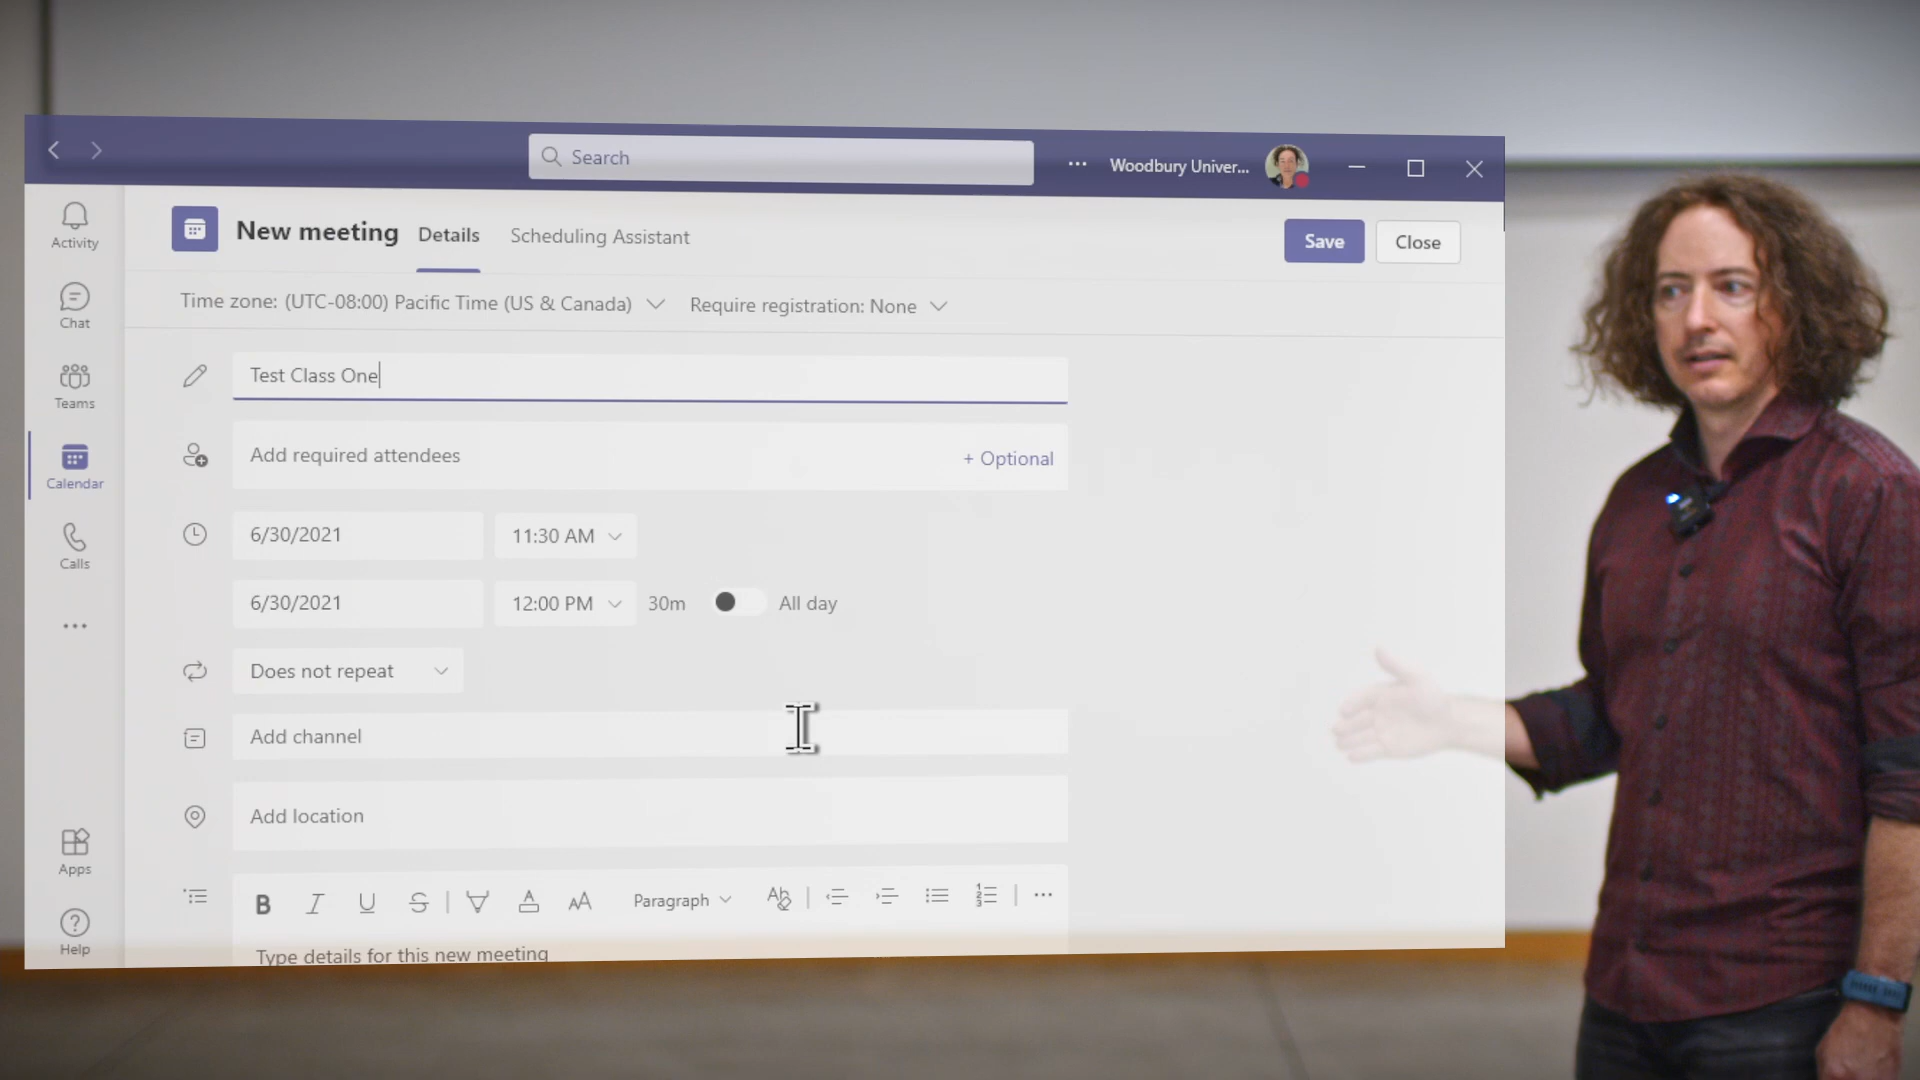 Search
Woodbury Univer...
Activity
Chat
Teams
Calendar
Calls
Apps
Help
New meeting
Details
Scheduling Assistant
Save
Close
Time zone: (UTC-08:00) Pacific Time (US & Canada)
Require registration: None
Test Class One
Add required attendees
+ Optional
6/30/2021
11:30 AM
6/30/2021
12:00 PM
30m
All day
Does not repeat
Add channel
Add location
Paragraph
Type details for this new meeting